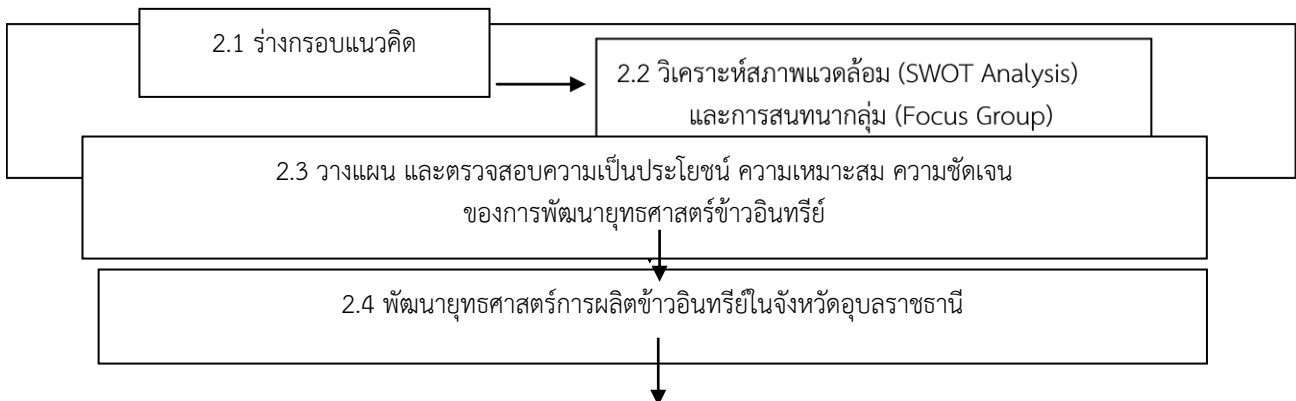 2.1 ร่างกรอบแนวคิด
2.2 วิเคราะห์สภาพแวดล้อม (SWOT Analysis)
และการสนทนากลุ่ม (Focus Group)
2.3 วางแผน และตรวจสอบความเป็นประโยชน์ ความเหมาะสม ความชัดเจน
ของการพัฒนายุทธศาสตร์ข้าวอินทรีย์
2.4 พัฒนายุทธศาสตร์การผลิตข้าวอินทรีย์ในจังหวัดอุบลราชธานี